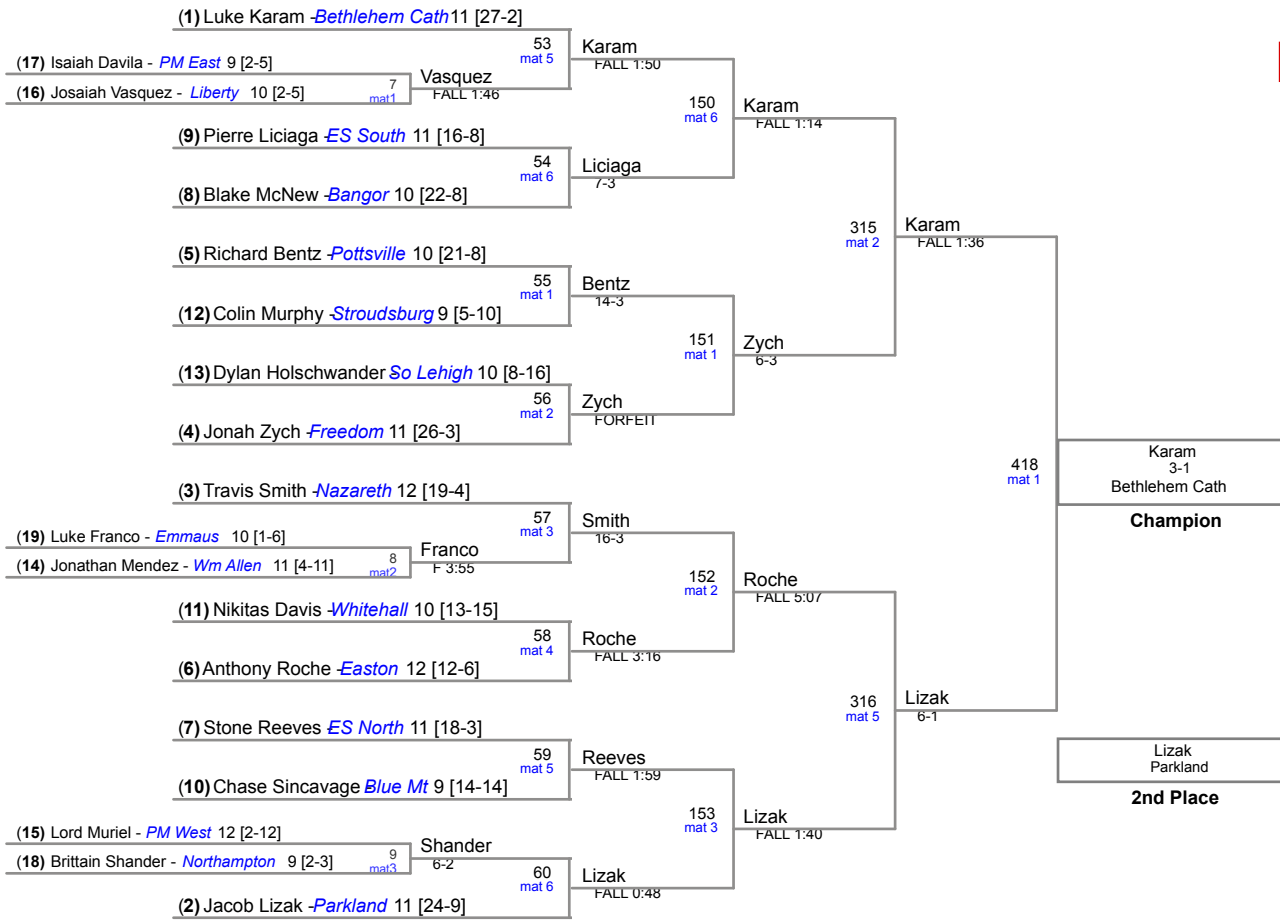 (1) Luke Karam - Bethlehem Cath 11 [27-2]
53
mat 5
Karam
FALL 1:50
(17) Isaiah Davila - PM East 9 [2-5]
7
mat1
Vasquez
FALL 1:46
(16) Josaiah Vasquez - Liberty 10 [2-5]
150
mat 6
Karam
FALL 1:14
(9) Pierre Liciaga - ES South 11 [16-8]
54
mat 6
Liciaga
7-3
(8) Blake McNew - Bangor 10 [22-8]
315
mat 2
Karam
FALL 1:36
(5) Richard Bentz - Pottsville 10 [21-8]
55
mat 1
Bentz
14-3
(12) Colin Murphy - Stroudsburg 9 [5-10]
151
mat 1
Zych
6-3
(13) Dylan Holschwander So Lehigh 10 [8-16]
56
mat 2
Zych
FORFEIT
(4) Jonah Zych - Freedom 11 [26-3]
418
mat 1
Karam
3-1
Bethlehem Cath
Champion
(3) Travis Smith - Nazareth 12 [19-4]
57
mat 3
Smith
16-3
(19) Luke Franco - Emmaus 10 [1-6]
8
mat2
Franco
F 3:55
(14) Jonathan Mendez - Wm Allen 11 [4-11]
152
mat 2
Roche
FALL 5:07
(11) Nikitas Davis - Whitehall 10 [13-15]
58
mat 4
Roche
FALL 3:16
(6) Anthony Roche - Easton 12 [12-6]
316
mat 5
Lizak
6-1
(7) Stone Reeves - ES North 11 [18-3]
59
mat 5
Reeves
FALL 1:59
(10) Chase Sincavage Blue Mt 9 [14-14]
153
mat 3
Lizak
FALL 1:40
Lizak
Parkland
2nd Place
(15) Lord Muriel - PM West 12 [2-12]
9
mat3
Shander
6-2
(18) Brittain Shander - Northampton 9 [2-3]
60
mat 6
Lizak
FALL 0:48
(2) Jacob Lizak - Parkland 11 [24-9]